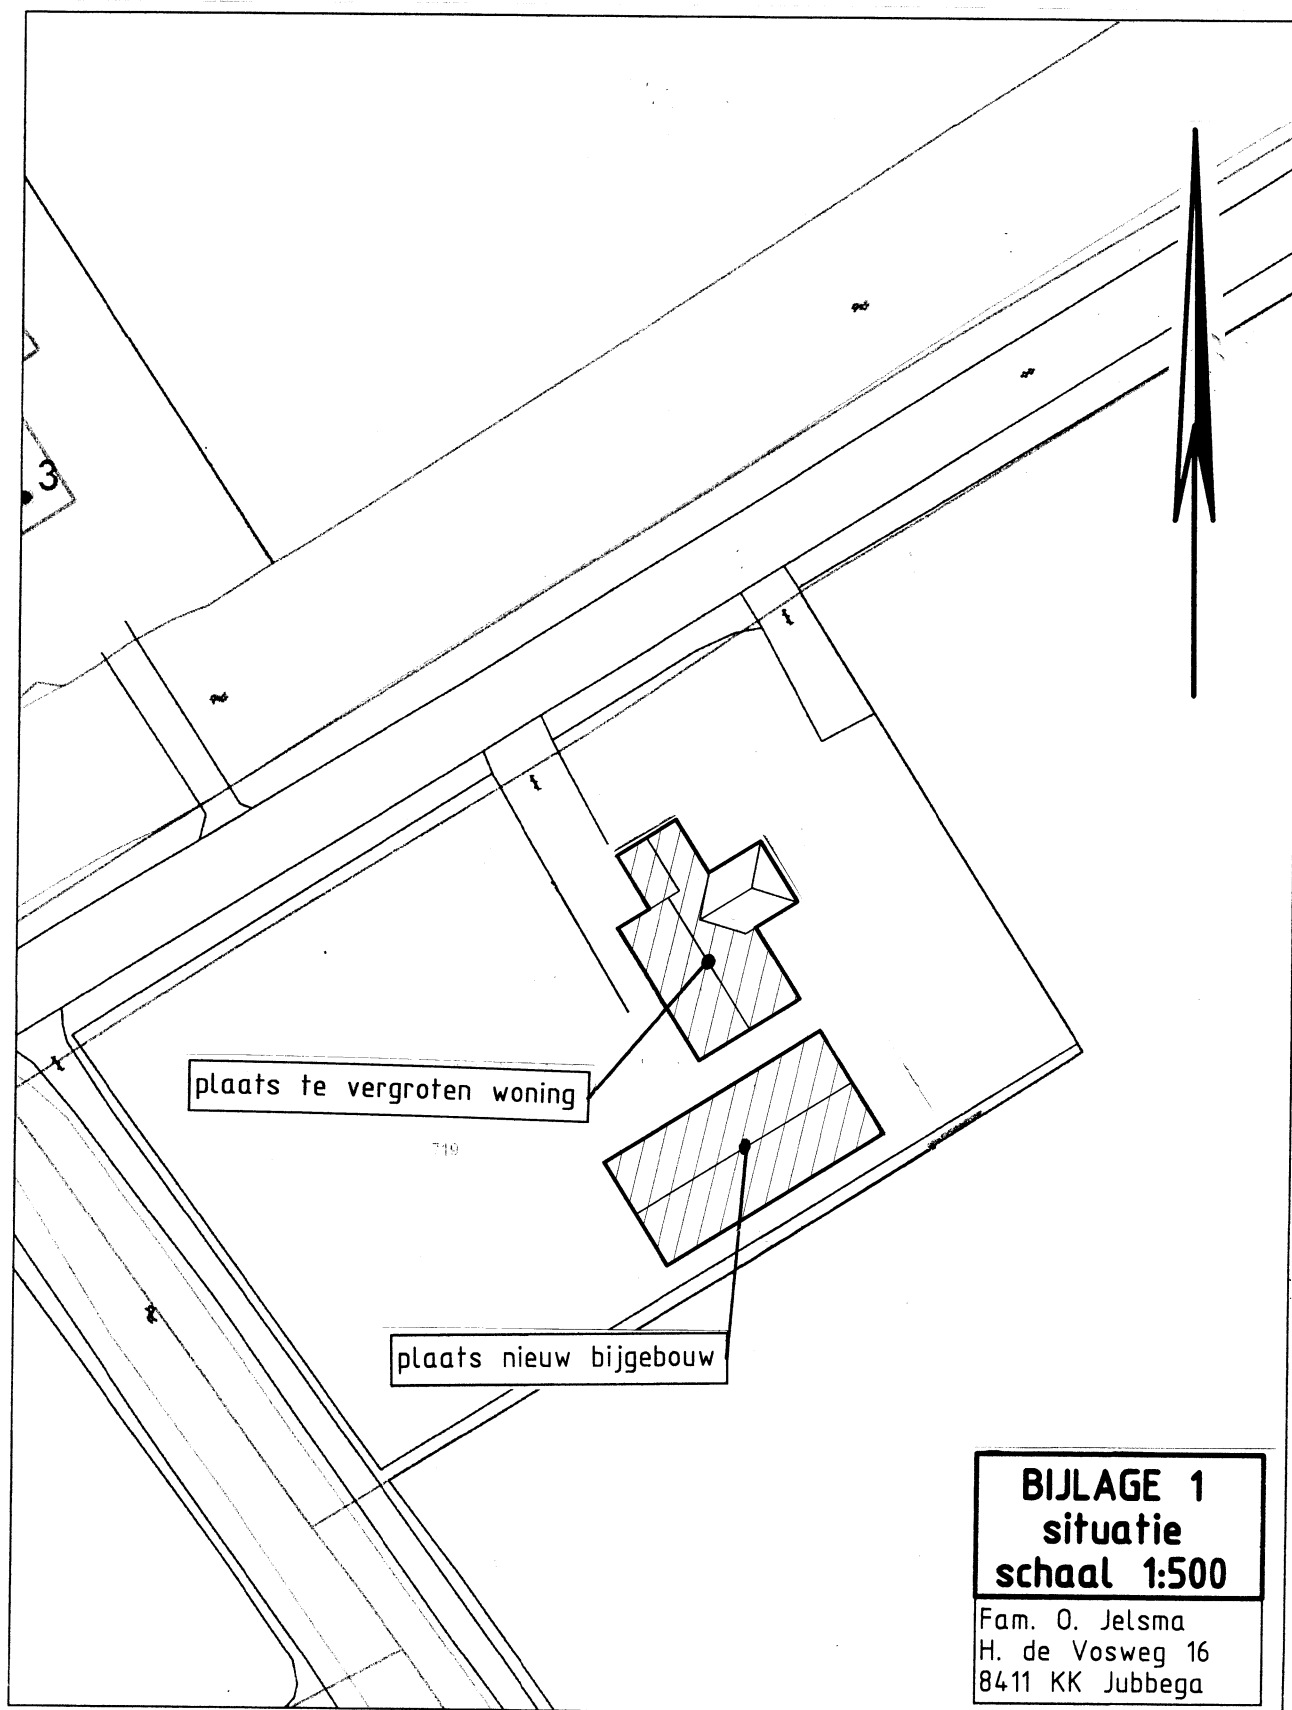 3
plaats te vergroten woning
719
plaats nieuw bijgebouw
BIJLAGE 1
situatie
schaal 1:500
Fam. O. Jelsma
H. de Vosweg 16
8411 KK Jubbega